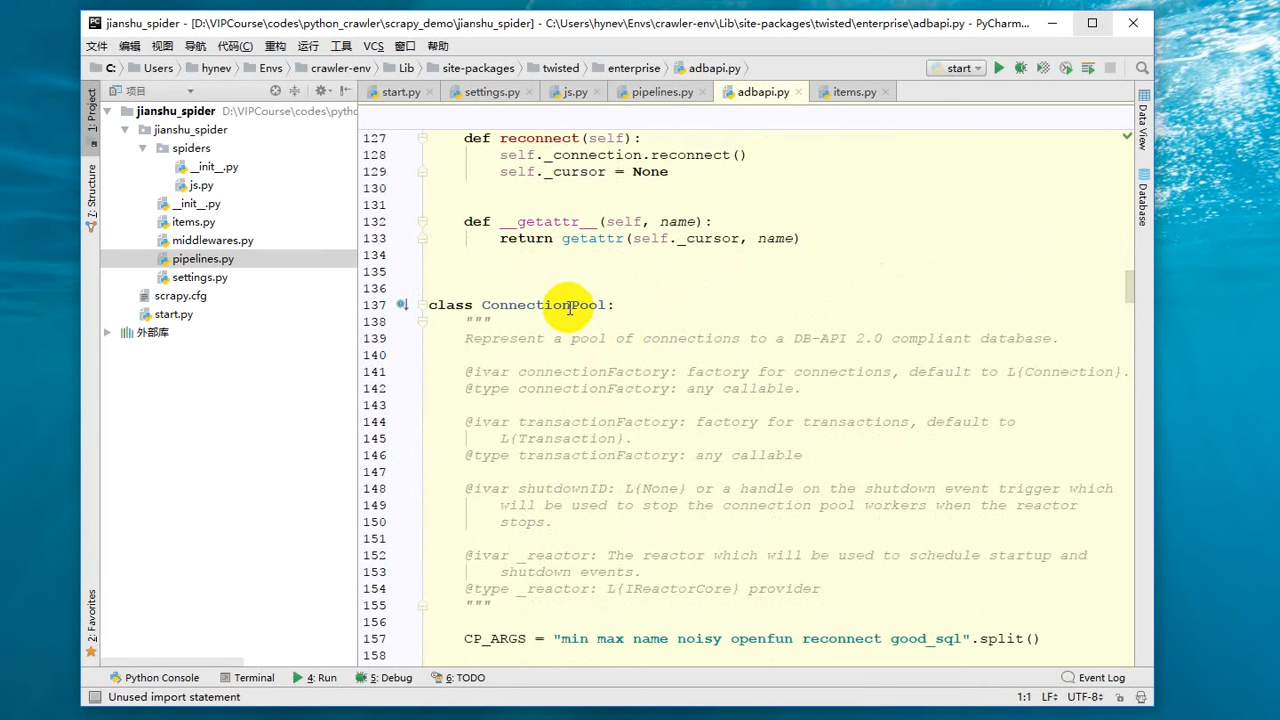 jianshu_spider - [D:\VIPCourse\codes\python_crawler\scrapy_demo\jianshu_spider] - C:\Users\hynev\Envs\crawler-env\Lib\site-packages\twisted\enterprise\adbapi.py - PyCharm...
文件 编辑 视图 导航 代码(C) 重构 运行 工具 VCS 窗口 帮助
C: Users hynev Envs crawler-env Lib site-packages twisted enterprise adbapi.py start
项目 start.py settings.py js.py pipelines.py adbapi.py items.py
1: Project
7: Structure
2: Favorites
Data View
Database
jianshu_spider D:\VIPCourse\codes\pytho
jianshu_spider
spiders
__init__.py
js.py
__init__.py
items.py
middlewares.py
pipelines.py
settings.py
scrapy.cfg
start.py
外部库
127 def reconnect(self):
128 self._connection.reconnect()
129 self._cursor = None
130
131
132 def __getattr__(self, name):
133 return getattr(self._cursor, name)
134
135
136
137 class ConnectionPool:
138 """
139 Represent a pool of connections to a DB-API 2.0 compliant database.
140
141 @ivar connectionFactory: factory for connections, default to L{Connection}.
142 @type connectionFactory: any callable.
143
144 @ivar transactionFactory: factory for transactions, default to
145 L{Transaction}.
146 @type transactionFactory: any callable
147
148 @ivar shutdownID: L{None} or a handle on the shutdown event trigger which
149 will be used to stop the connection pool workers when the reactor
150 stops.
151
152 @ivar _reactor: The reactor which will be used to schedule startup and
153 shutdown events.
154 @type _reactor: L{IReactorCore} provider
155 """
156
157 CP_ARGS = "min max name noisy openfun reconnect good_sql".split()
158
Python Console Terminal 4: Run 5: Debug 6: TODO Event Log
Unused import statement 1:1 LF÷ UTF-8÷